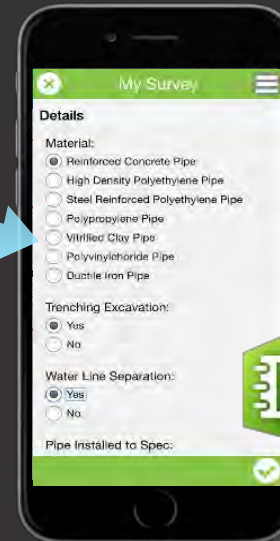 My Survey
Details
Material:
Reinforced Concrete Pipe
High Density Polyethylene Pipe
Steel Reinforced Polyethylene Pipe
Polypropylene Pipe
Vitrified Clay Pipe
Polyvinylchoride Pipe
Ductile Iron Pipe
Trenching Excavation:
Yes
No
Water Line Separation:
Yes
No
Pipe Installed to Spec: